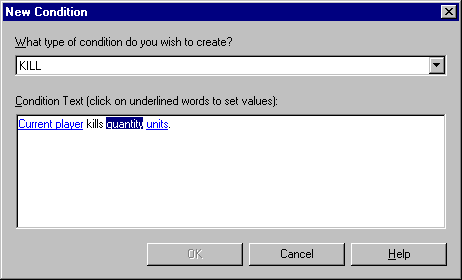 New Condition
What type of condition do you wish to create?
KILL
Condition Text (click on underlined words to set values):
Current player kills quantity units.
OK Cancel Help